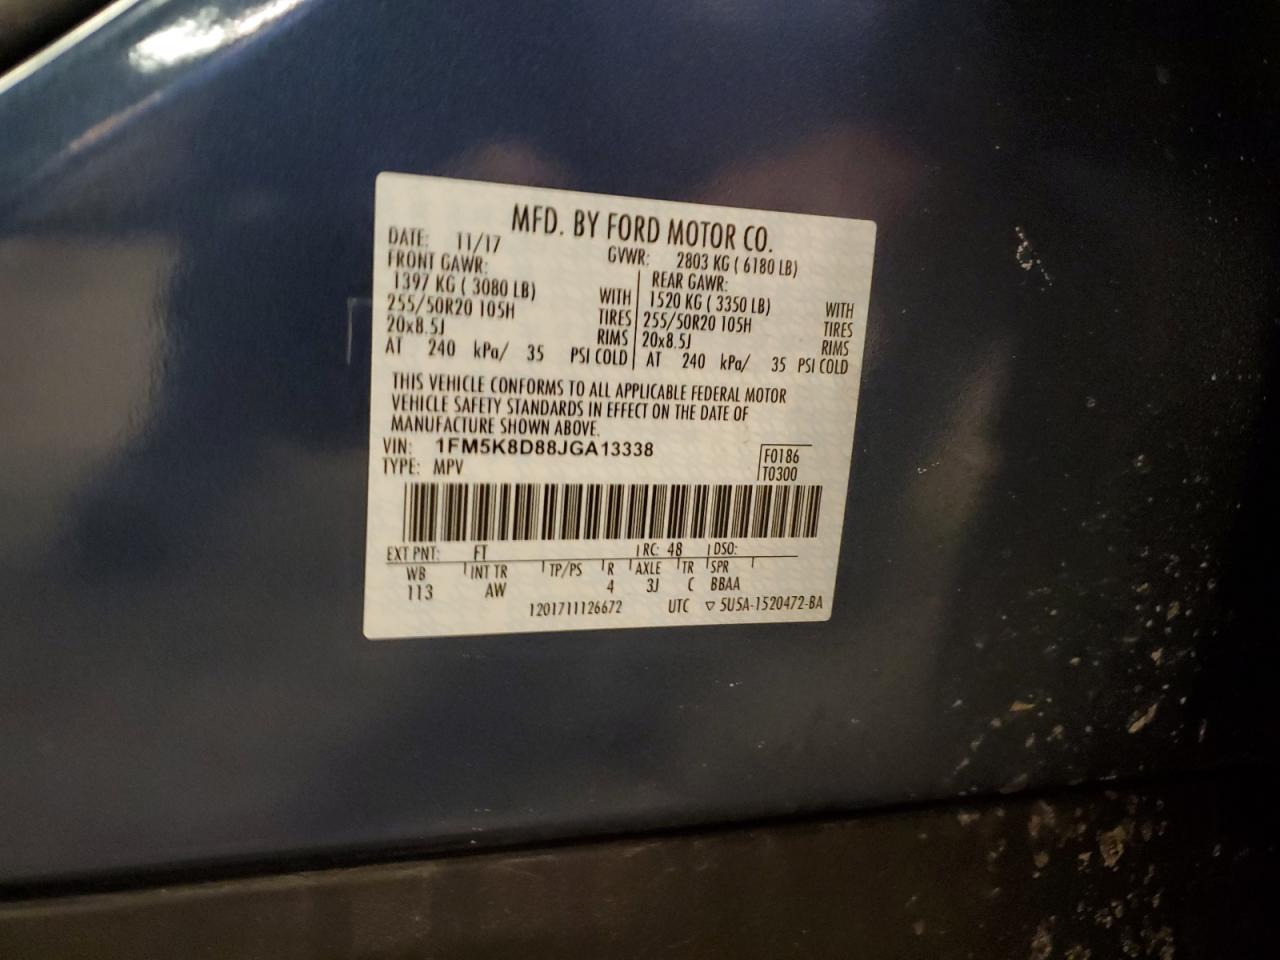 MFD. BY FORD MOTOR CO.
DATE: 11/17 GVWR: 2803 KG ( 6180 LB)
FRONT GAWR: REAR GAWR:
1397 KG ( 3080 LB) WITH 1520 KG ( 3350 LB) WITH
255/50R20 105H TIRES 255/50R20 105H TIRES
20x8.5J RIMS 20x8.5J RIMS
AT 240 kPa/ 35 PSI COLD AT 240 kPa/ 35 PSI COLD
THIS VEHICLE CONFORMS TO ALL APPLICABLE FEDERAL MOTOR
VEHICLE SAFETY STANDARDS IN EFFECT ON THE DATE OF
MANUFACTURE SHOWN ABOVE.
VIN: 1FM5K8D88JGA13338 F0186
TYPE: MPV T0300
EXT PNT: FT RC: 48 DSO:
WB INT TR TP/PS R AXLE TR SPR
113 AW 4 3J C BBAA
1201711126672 UTC ▽ 5U5A-1520472-BA